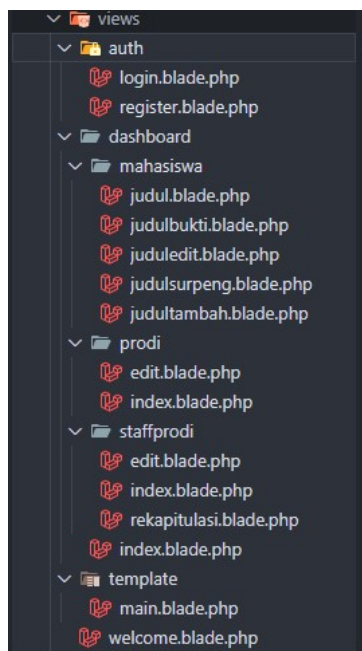 views
auth
login.blade.php
register.blade.php
dashboard
mahasiswa
judul.blade.php
judulbukti.blade.php
juduledit.blade.php
judulsurpeng.blade.php
judultambah.blade.php
prodi
edit.blade.php
index.blade.php
staffprodi
edit.blade.php
index.blade.php
rekapitulasi.blade.php
index.blade.php
template
main.blade.php
welcome.blade.php